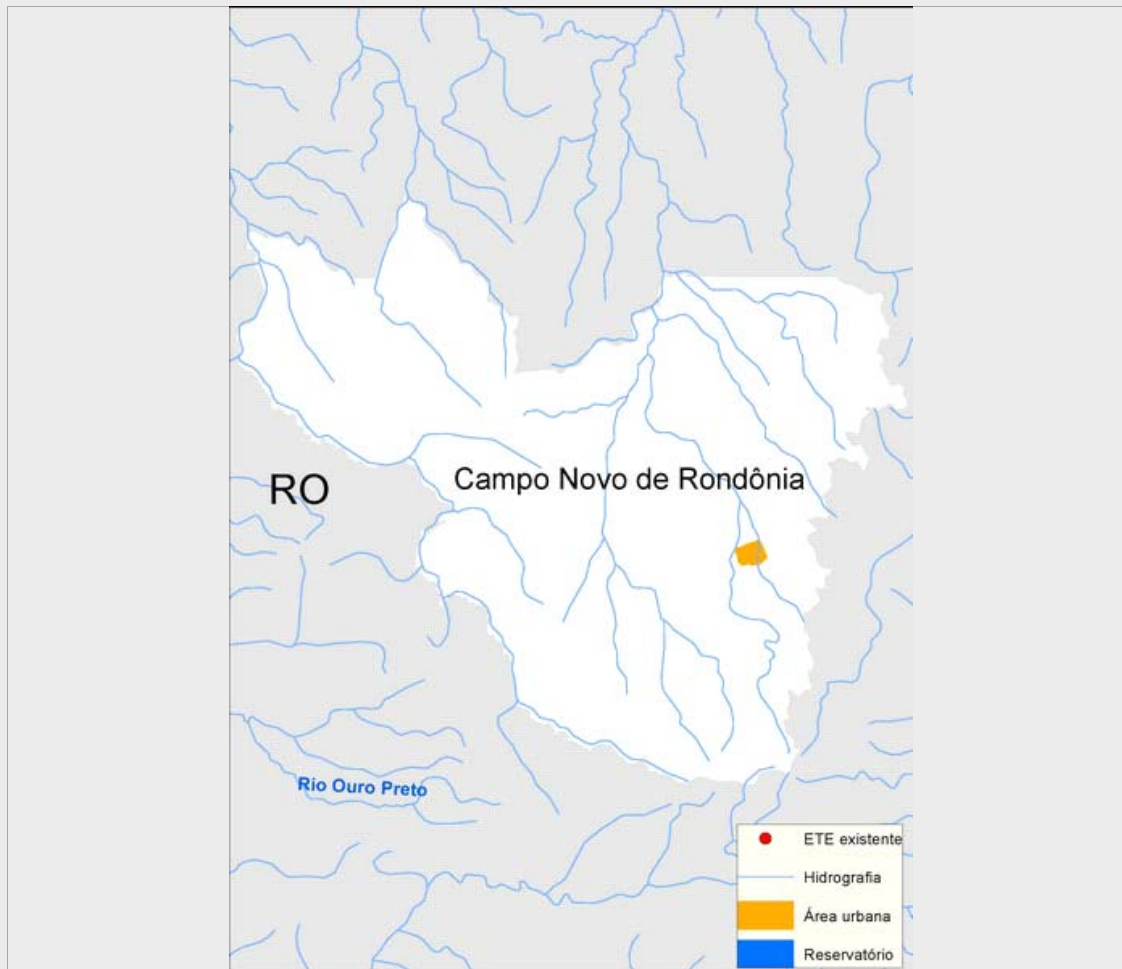 Campo Novo de Rondônia
RO
Rio Ouro Preto
ETE existente
Hidrografia
Área urbana
Reservatório